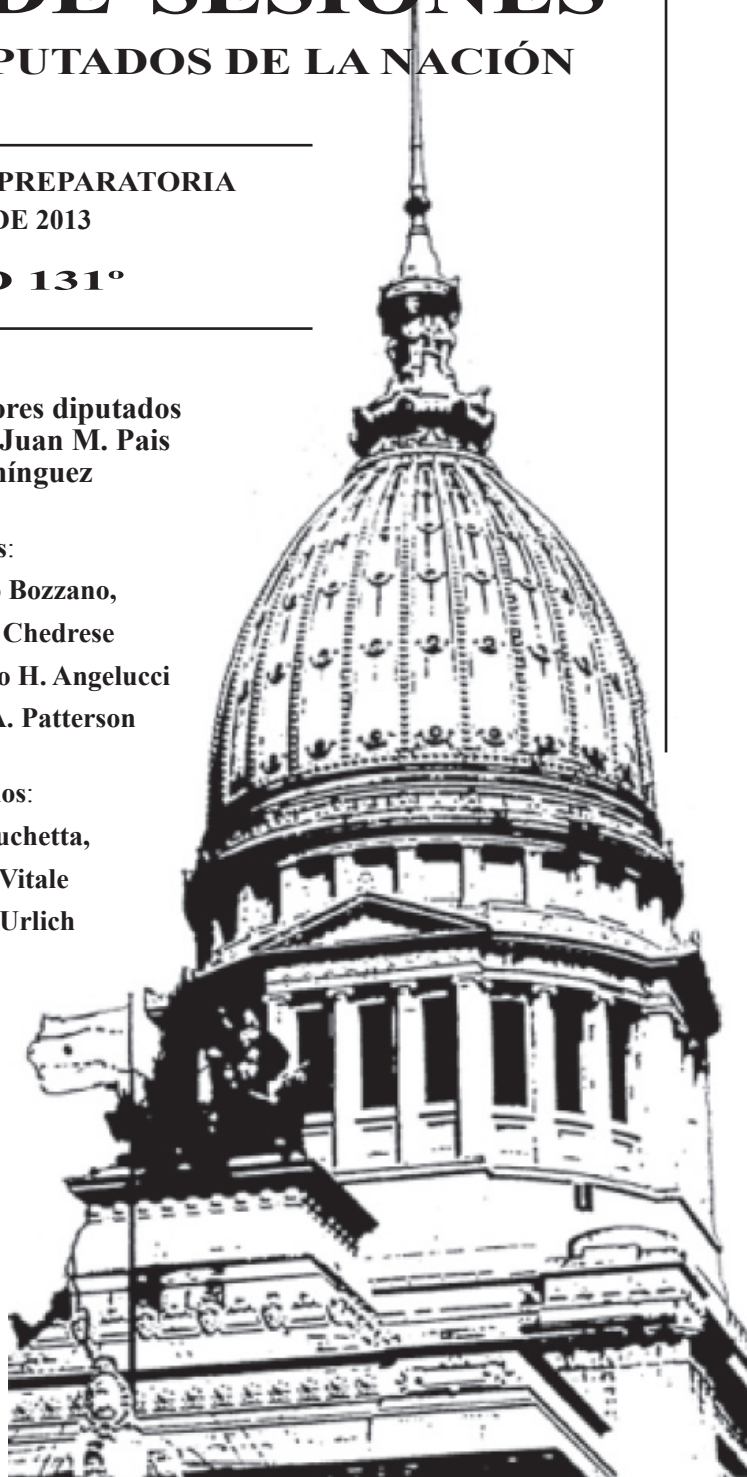 DE SESIONES
PUTADOS DE LA NACIÓN
PREPARATORIA
DE 2013
O 131º
ores diputados
Juan M. Pais
mínguez
s:
Bozzano,
Chedrese
o H. Angelucci
A. Patterson
ios:
uchetta,
Vitale
Urlich